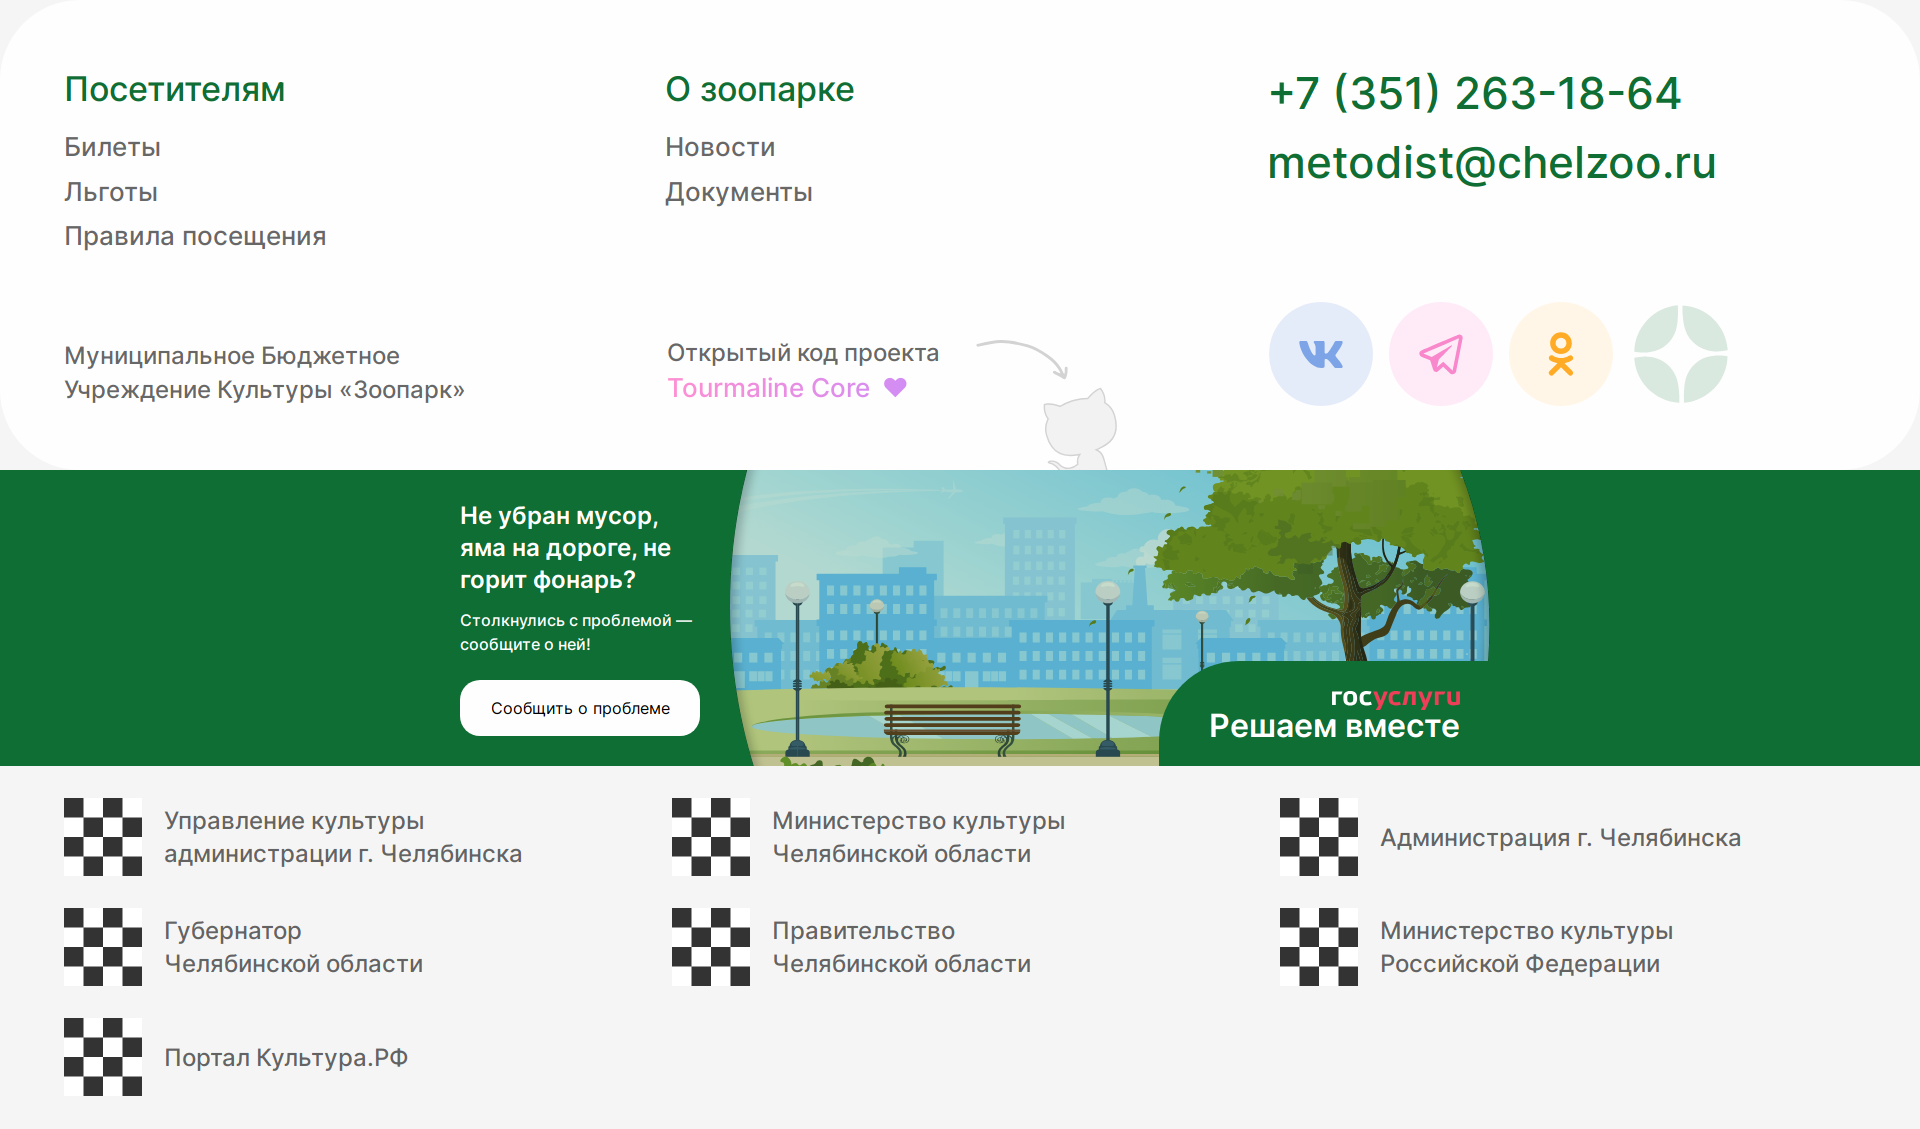 Посетителям
Билеты
Льготы
Правила посещения
О зоопарке
Новости
Документы
+7 (351) 263-18-64
metodist@chelzoo.ru
Муниципальное Бюджетное
Учреждение Культуры «Зоопарк»
Открытый код проекта
Tourmaline Core
Не убран мусор,
яма на дороге, не
горит фонарь?
Столкнулись с проблемой —
сообщите о ней!
Сообщить о проблеме
госуслуги
Решаем вместе
Управление культуры
администрации г. Челябинска
Министерство культуры
Челябинской области
Администрация г. Челябинска
Губернатор
Челябинской области
Правительство
Челябинской области
Министерство культуры
Российской Федерации
Портал Культура.РФ